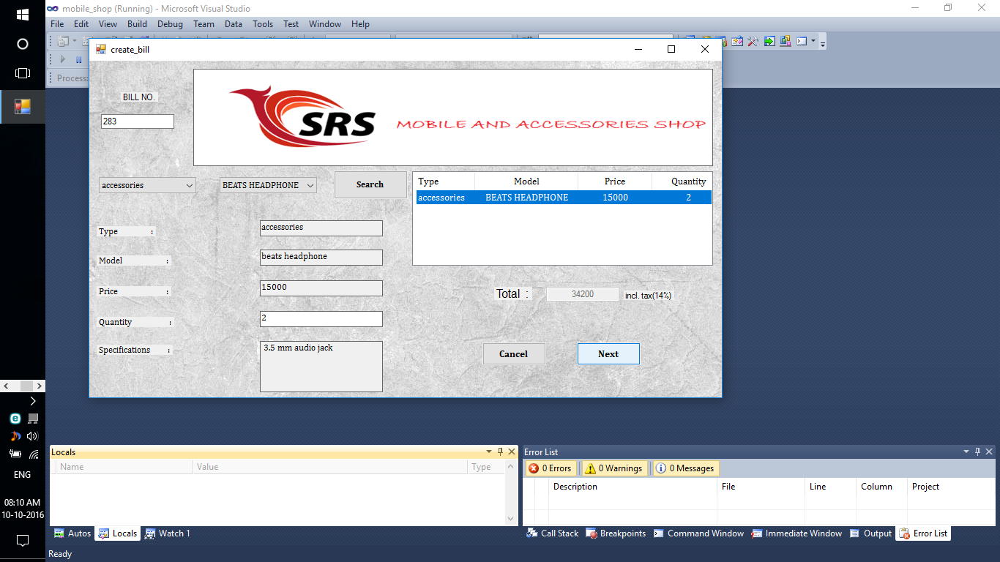 mobile_shop (Running) - Microsoft Visual Studio
File Edit View Build Debug Team Data Tools Test Window Help
create_bill
Process:
BILL NO.
283
SRS
MOBILE AND ACCESSORIES SHOP
accessories BEATS HEADPHONE Search
Type Model Price Quantity
accessories BEATS HEADPHONE 15000 2
Type : accessories
Model : beats headphone
Price : 15000
Quantity : 2
Specifications : 3.5 mm audio jack
Total : 34200 incl. tax(14%)
Cancel Next
Locals
Name Value Type
Autos Locals Watch 1
Error List
0 Errors 0 Warnings 0 Messages
Description File Line Column Project
Call Stack Breakpoints Command Window Immediate Window Output Error List
Ready
ENG
08:10 AM
10-10-2016